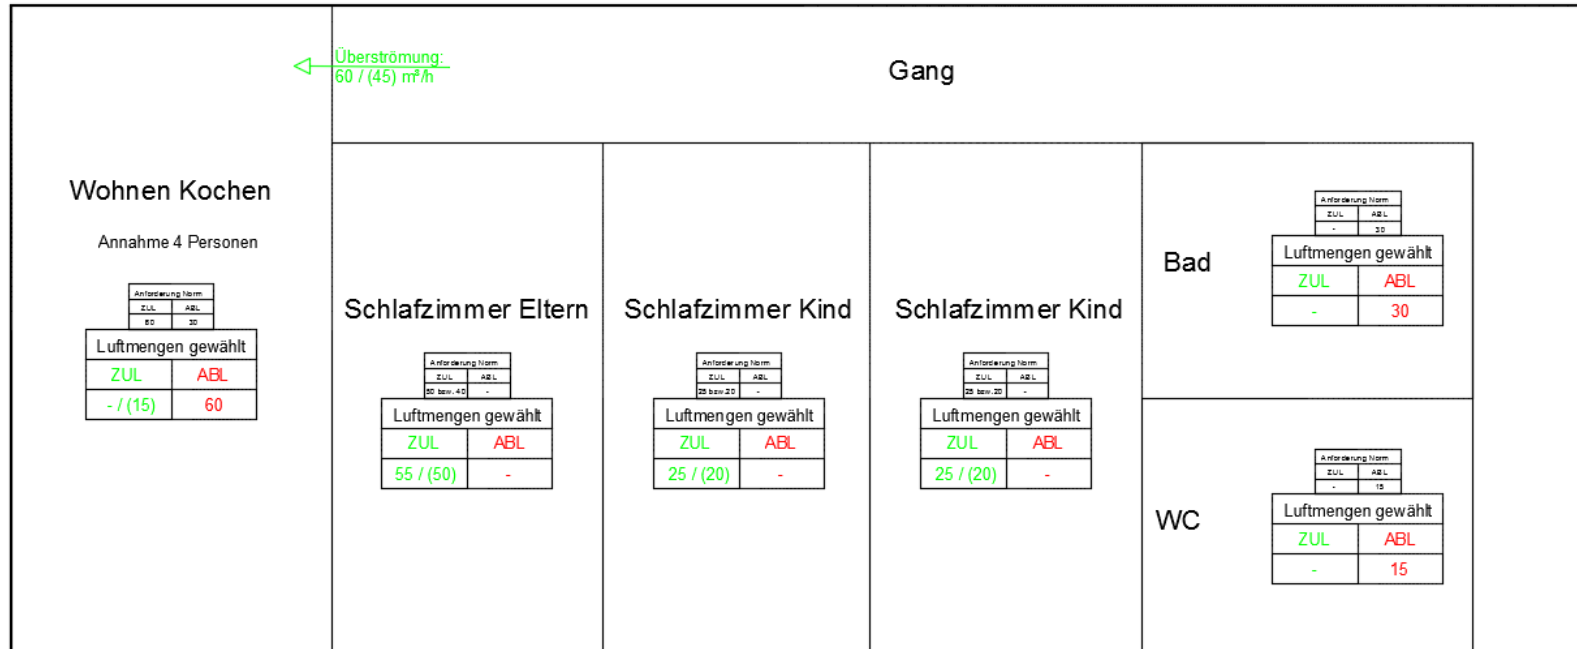 Überströmung:
60 / (45) m³/h
Gang
Wohnen Kochen
Annahme 4 Personen
Anforderung Norm
ZUL ABL
60 30
Luftmengen gewählt
ZUL ABL
- / (15) 60
Schlafzimmer Eltern
Anforderung Norm
ZUL ABL
50 bzw. 40 -
Luftmengen gewählt
ZUL ABL
55 / (50) -
Schlafzimmer Kind
Anforderung Norm
ZUL ABL
25 bzw.20 -
Luftmengen gewählt
ZUL ABL
25 / (20) -
Schlafzimmer Kind
Anforderung Norm
ZUL ABL
25 bzw.20 -
Luftmengen gewählt
ZUL ABL
25 / (20) -
Bad
Anforderung Norm
ZUL ABL
- 30
Luftmengen gewählt
ZUL ABL
- 30
WC
Anforderung Norm
ZUL ABL
- 15
Luftmengen gewählt
ZUL ABL
- 15